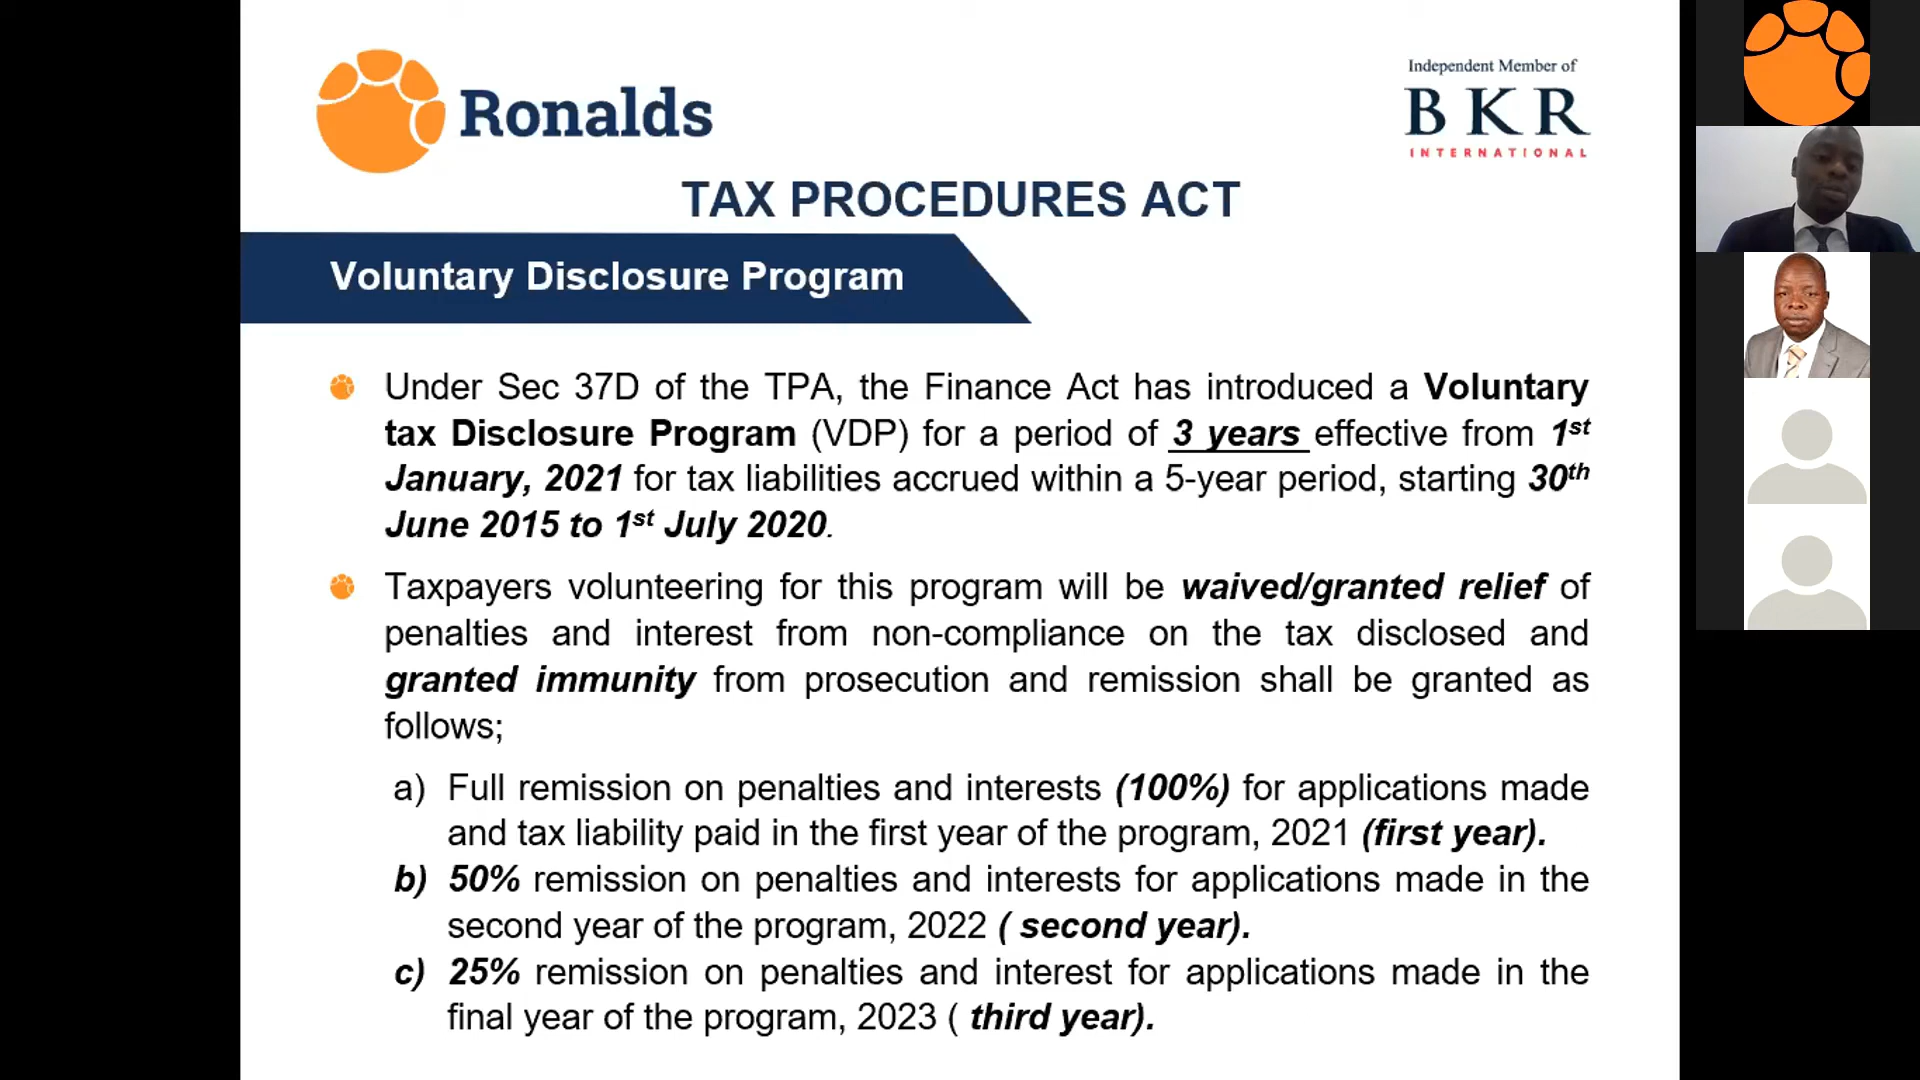 Ronalds
Independent Member of
BKR
INTERNATIONAL
TAX PROCEDURES ACT
Voluntary Disclosure Program
Under Sec 37D of the TPA, the Finance Act has introduced a Voluntary
tax Disclosure Program (VDP) for a period of 3 years effective from 1st
January, 2021 for tax liabilities accrued within a 5-year period, starting 30th
June 2015 to 1st July 2020.
Taxpayers volunteering for this program will be waived/granted relief of
penalties and interest from non-compliance on the tax disclosed and
granted immunity from prosecution and remission shall be granted as
follows;
a) Full remission on penalties and interests (100%) for applications made
and tax liability paid in the first year of the program, 2021 (first year).
b) 50% remission on penalties and interests for applications made in the
second year of the program, 2022 ( second year).
c) 25% remission on penalties and interest for applications made in the
final year of the program, 2023 ( third year).